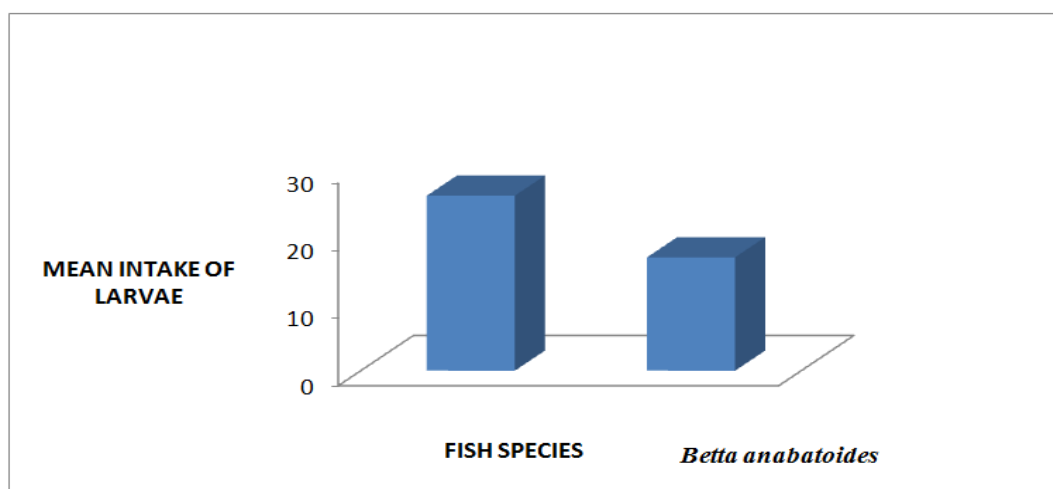 30
20
10
0
MEAN INTAKE OF
LARVAE
FISH SPECIES
Betta anabatoides